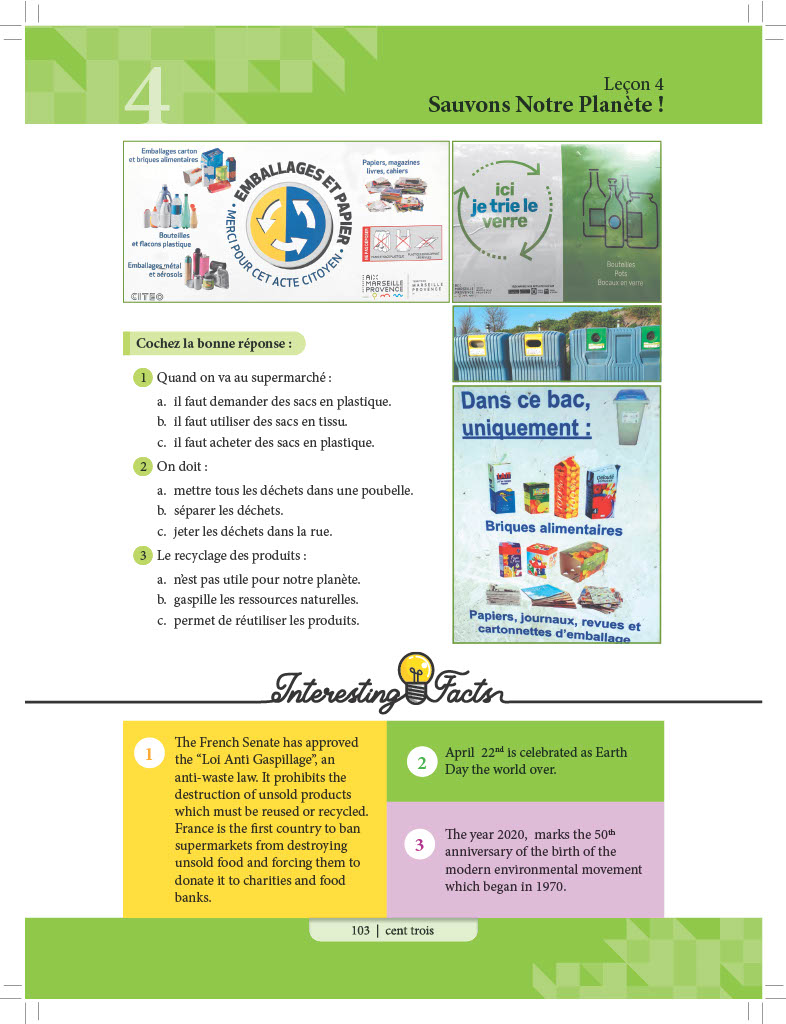 4
Leçon 4
Sauvons Notre Planète !
Emballages carton
et briques alimentaires
Bouteilles
et flacons plastique
Emballages métal
et aérosols
CITEO
• EMBALLAGES ET PAPIER •
MERCI POUR CET ACTE CITOYEN
Papiers, magazines
livres, cahiers
AIX
MARSEILLE
PROVENCE
MARSEILLE
PROVENCE
ici
je trie le
verre
Bouteilles
Pots
Bocaux en verre
Dans ce bac,
uniquement :
Briques alimentaires
Papiers, journaux, revues et
cartonnettes d'emballage
Cochez la bonne réponse :
1 Quand on va au supermarché :
a. il faut demander des sacs en plastique.
b. il faut utiliser des sacs en tissu.
c. il faut acheter des sacs en plastique.
2 On doit :
a. mettre tous les déchets dans une poubelle.
b. séparer les déchets.
c. jeter les déchets dans la rue.
3 Le recyclage des produits :
a. n'est pas utile pour notre planète.
b. gaspille les ressources naturelles.
c. permet de réutiliser les produits.
Interesting Facts
1
The French Senate has approved
the "Loi Anti Gaspillage", an
anti-waste law. It prohibits the
destruction of unsold products
which must be reused or recycled.
France is the first country to ban
supermarkets from destroying
unsold food and forcing them to
donate it to charities and food
banks.
2
April 22nd is celebrated as Earth
Day the world over.
3
The year 2020, marks the 50th
anniversary of the birth of the
modern environmental movement
which began in 1970.
103 | cent trois